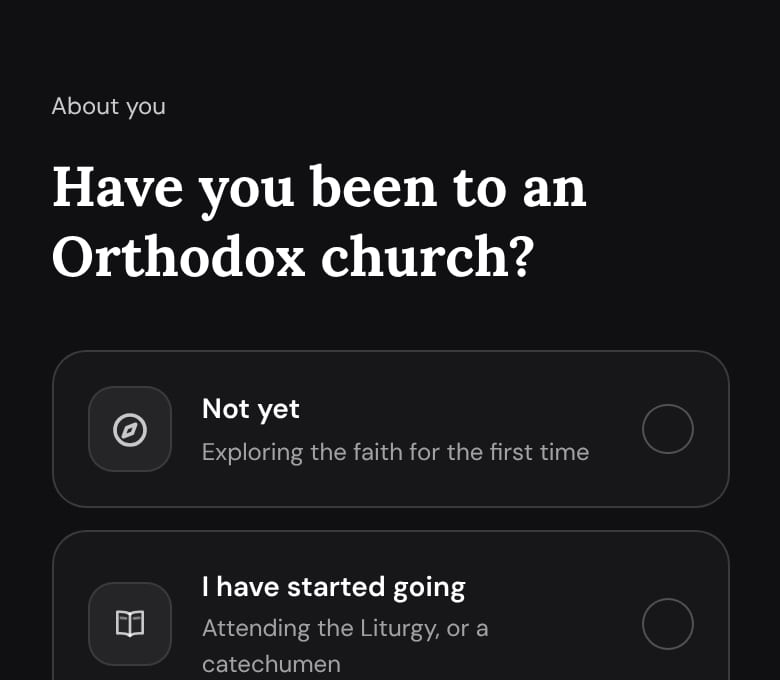 About you
Have you been to an
Orthodox church?
Not yet
Exploring the faith for the first time
I have started going
Attending the Liturgy, or a
catechumen